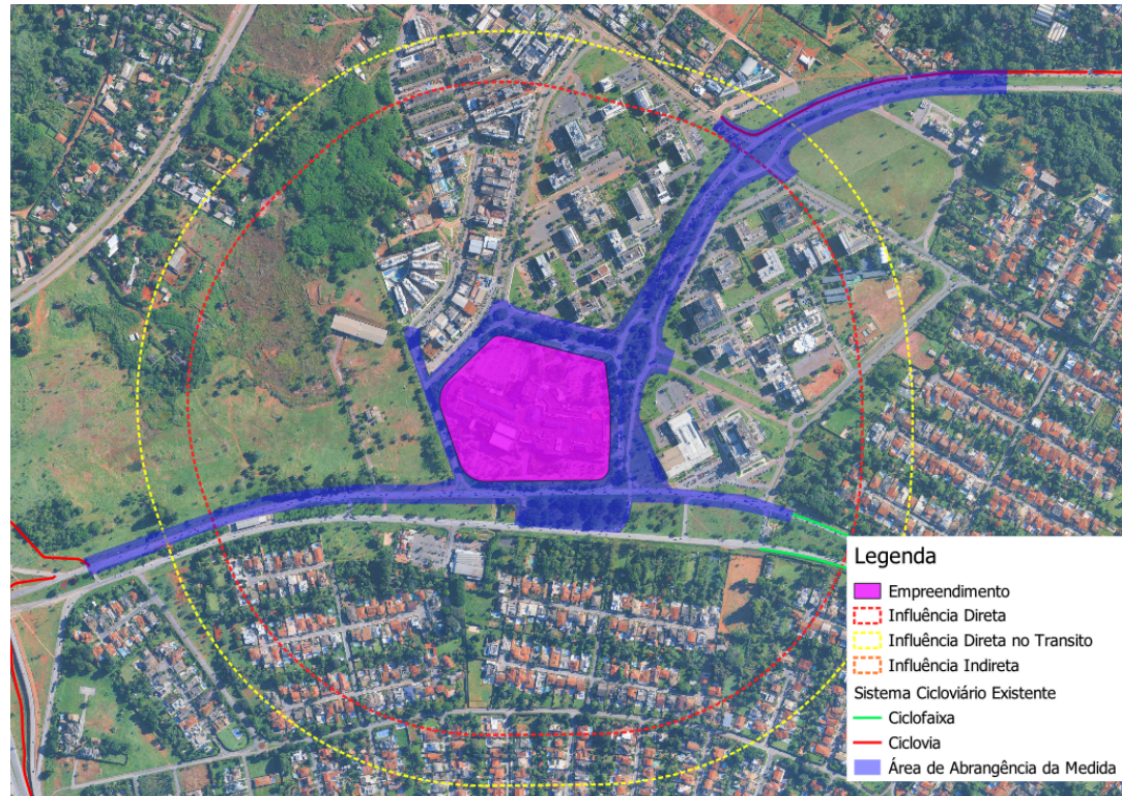 Legenda
Empreendimento
Influência Direta
Influência Direta no Transito
Influência Indireta
Sistema Cicloviário Existente
Ciclofaixa
Ciclovia
Área de Abrangência da Medida